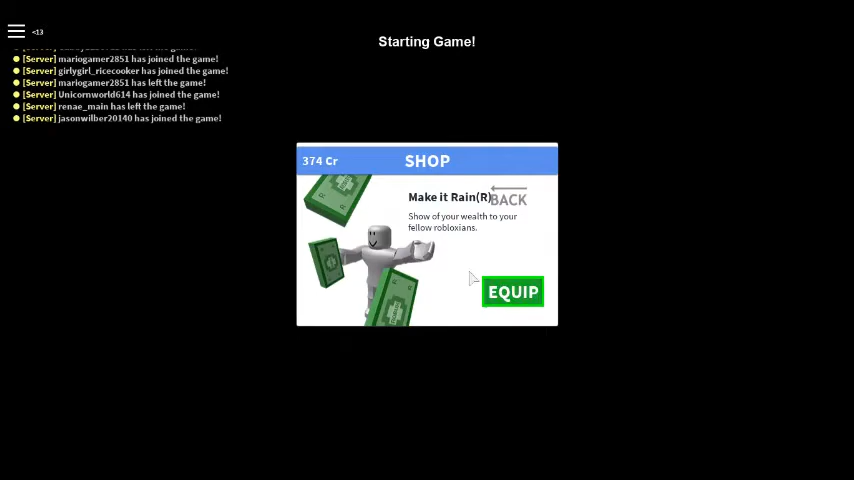 <13
Starting Game!
[Server] mariogamer2851 has joined the game!
[Server] girlygirl_ricecooker has joined the game!
[Server] mariogamer2851 has left the game!
[Server] Unicornworld614 has joined the game!
[Server] renae_main has left the game!
[Server] jasonwilber20140 has joined the game!
374 Cr
SHOP
Make it Rain(R)
BACK
Show of your wealth to your
fellow robloxians.
EQUIP